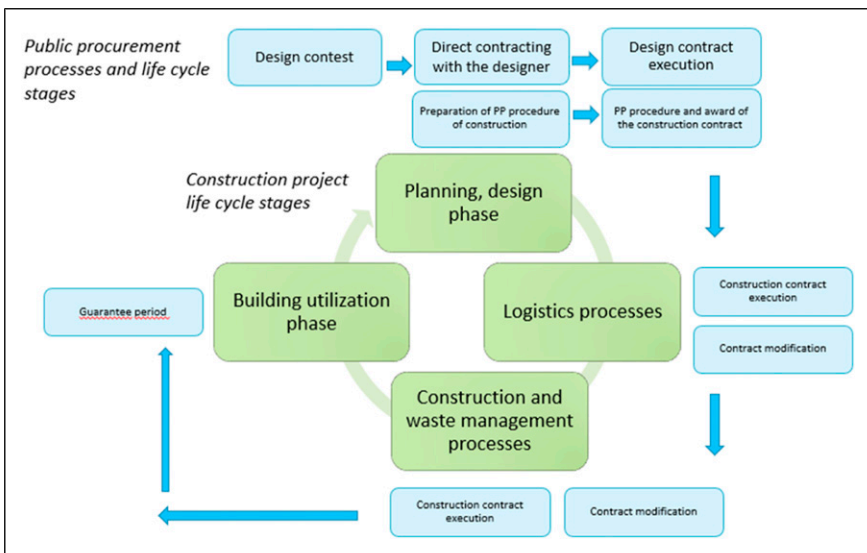 Public procurement
processes and life cycle
stages
Design contest
Direct contracting
with the designer
Design contract
execution
Preparation of PP procedure
of construction
PP procedure and award of
the construction contract
Construction project
life cycle stages
Planning, design
phase
Building utilization
phase
Logistics processes
Construction and
waste management
processes
Guarantee period
Construction contract
execution
Contract modification
Construction contract
execution
Contract modification